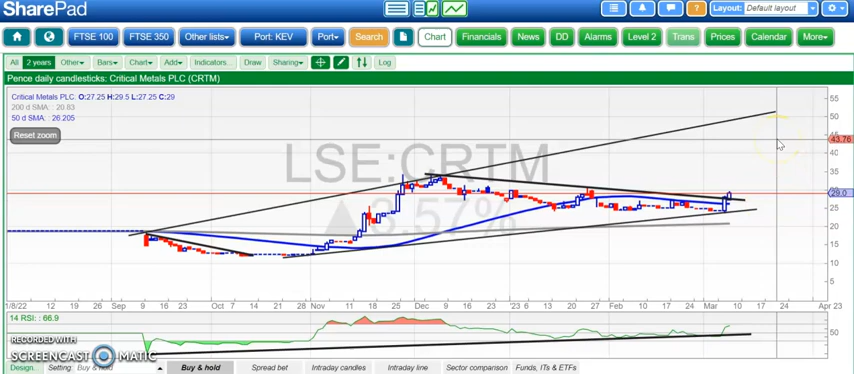 SharePad
Layout: Default layout
FTSE 100 FTSE 350 Other lists Port: KEV Port Search Chart Financials News DD Alarms Level 2 Trans Prices Calendar More
All 2 years Other Bars Chart Add Indicators.. Sharing Draw Log
Pence daily candlesticks: Critical Metals PLC (CRTM)
Critical Metals PLC O:27.25 H:29.5 L:27.25 C:29
200 d SMA : 20.83
50 d SMA : 26.205
Reset zoom
LSE:CRTM
▲3.57%
55
50
45
43.76
40
35
30
29.0
25
20
15
10
5
1/8/22 12 19 26 Sep 12 19 26 Oct 7 14 21 28 Nov 11 18 25 Dec 9 16 23 '23 6 13 20 27 Feb 10 17 24 Mar 10 17 24 Apr 23
14 RSI: : 66.9
50
RECORDED WITH
SCREENCAST MATIC
Design.. Setting: Buy & hold Buy & hold Spread bet Intraday candles Intraday line Sector comparison Funds, ITs & ETFs